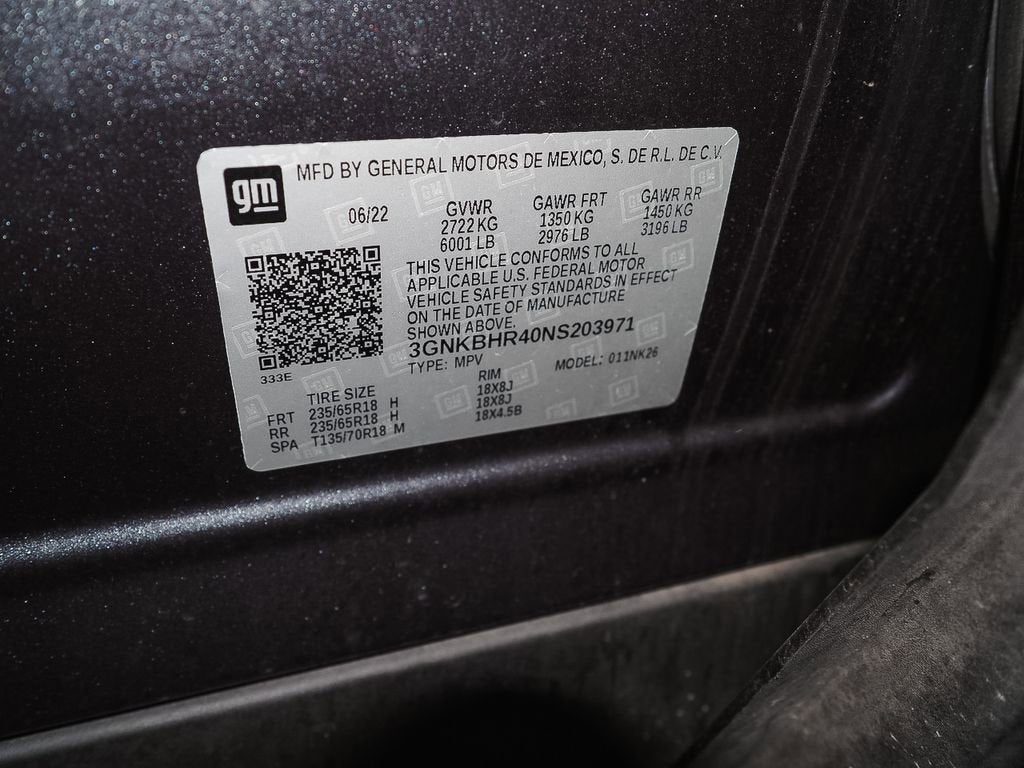 gm
MFD BY GENERAL MOTORS DE MEXICO, S. DE R.L. DE C.V.
06/22 GVWR GAWR FRT GAWR RR
2722 KG 1350 KG 1450 KG
6001 LB 2976 LB 3196 LB
THIS VEHICLE CONFORMS TO ALL
APPLICABLE U.S. FEDERAL MOTOR
VEHICLE SAFETY STANDARDS IN EFFECT
ON THE DATE OF MANUFACTURE
SHOWN ABOVE.
3GNKBHR40NS203971
TYPE: MPV MODEL: 011NK26
333E
TIRE SIZE RIM
FRT 235/65R18 H 18X8J
RR 235/65R18 H 18X8J
SPA T135/70R18 M 18X4.5B